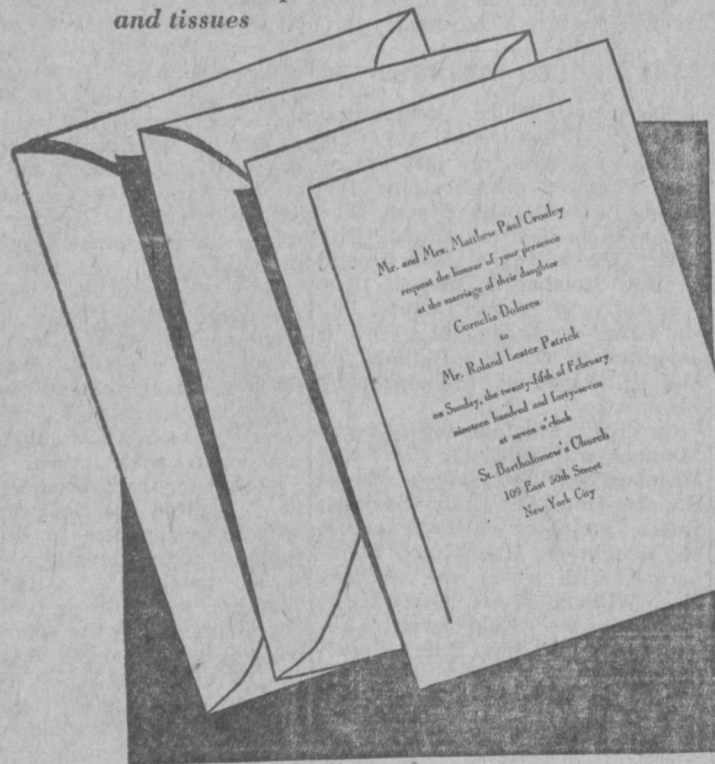 and tissues
Mr. and Mrs. Matthew Paul Crosley
request the honour of your presence
at the marriage of their daughter
Cornelia Dolores
to
Mr. Roland Lester Patrick
on Sunday, the twenty-fifth of February
nineteen hundred and forty-seven
at seven o'clock
St. Bartholomew's Church
109 East 50th Street
New York City